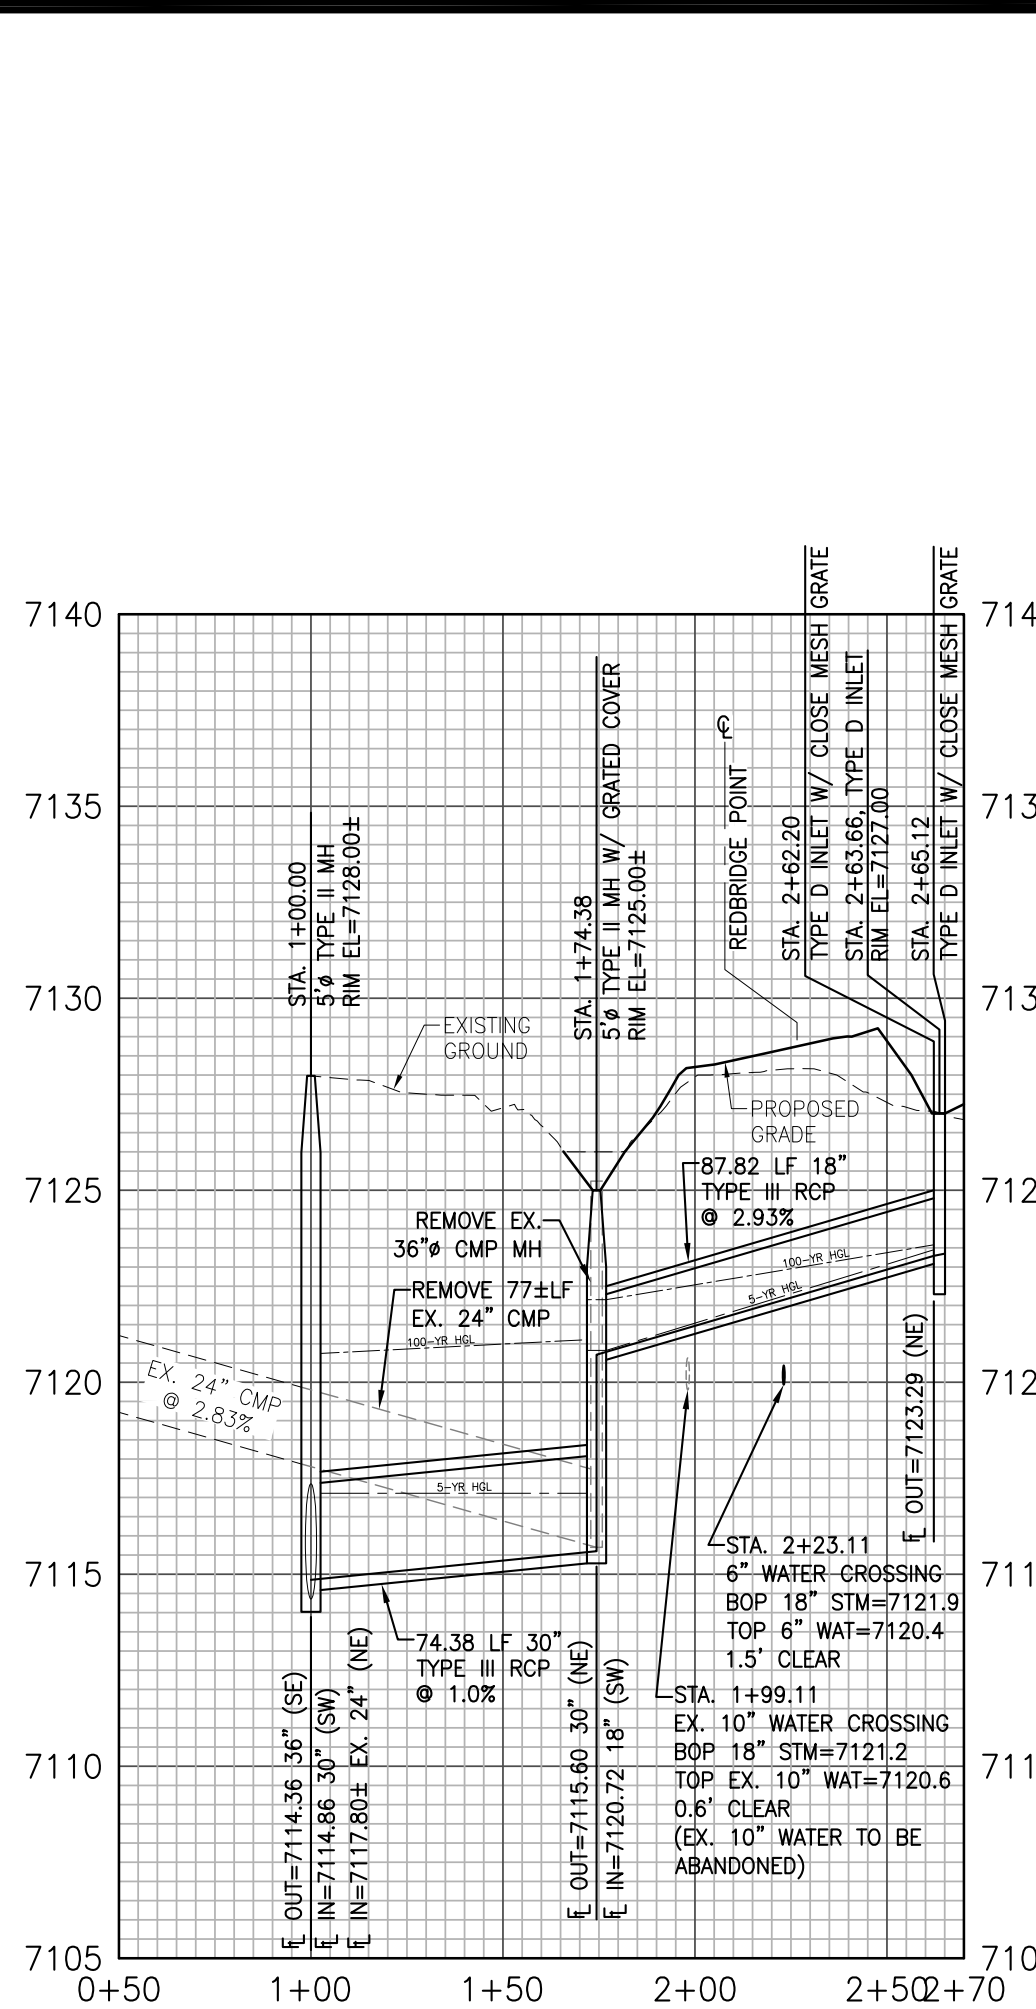 7140
7135
7130
7125
7120
7115
7110
7105
0+50
1+00
1+50
2+00
2+50
2+70
714
713
713
712
712
711
711
710
STA. 1+00.00
5'ø TYPE II MH
RIM EL=7128.00±
EXISTING
GROUND
STA. 1+74.38
5'ø TYPE II MH W/ GRATED COVER
RIM EL=7125.00±
℄
REDBRIDGE POINT
STA. 2+62.20
TYPE D INLET W/ CLOSE MESH GRATE
STA. 2+63.66, TYPE D INLET
RIM EL=7127.00
STA. 2+65.12
TYPE D INLET W/ CLOSE MESH GRATE
PROPOSED
GRADE
87.82 LF 18"
TYPE III RCP
@ 2.93%
REMOVE EX.
36"ø CMP MH
REMOVE 77±LF
EX. 24" CMP
100-YR HGL
100-YR HGL
5-YR HGL
EX. 24" CMP
@ 2.83%
5-YR HGL
FL OUT=7123.29 (NE)
STA. 2+23.11
6" WATER CROSSING
BOP 18" STM=7121.9
TOP 6" WAT=7120.4
1.5' CLEAR
74.38 LF 30"
TYPE III RCP
@ 1.0%
STA. 1+99.11
EX. 10" WATER CROSSING
BOP 18" STM=7121.2
TOP EX. 10" WAT=7120.6
0.6' CLEAR
(EX. 10" WATER TO BE
ABANDONED)
FL OUT=7114.36 36" (SE)
FL IN=7114.86 30" (SW)
FL IN=7117.80± EX. 24" (NE)
FL OUT=7115.60 30" (NE)
FL IN=7120.72 18" (SW)